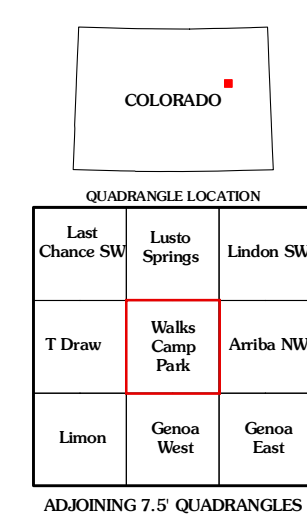 COLORADO
QUADRANGLE LOCATION
Last
Chance SW
Lusto
Springs
Lindon SW
T Draw
Walks
Camp
Park
Arriba NW
Limon
Genoa
West
Genoa
East
ADJOINING 7.5' QUADRANGLES